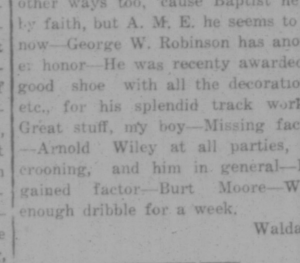 other ways too, cause Baptist he
by faith, but A. M. E. he seems to
now—George W. Robinson has ano
er honor—He was recenty awarded
good shoe with all the decoratio
etc., for his splendid track work
Great stuff, my boy—Missing fac
—Arnold Wiley at all parties,
crooning, and him in general—
gained factor—Burt Moore—W
enough dribble for a week.
Walda